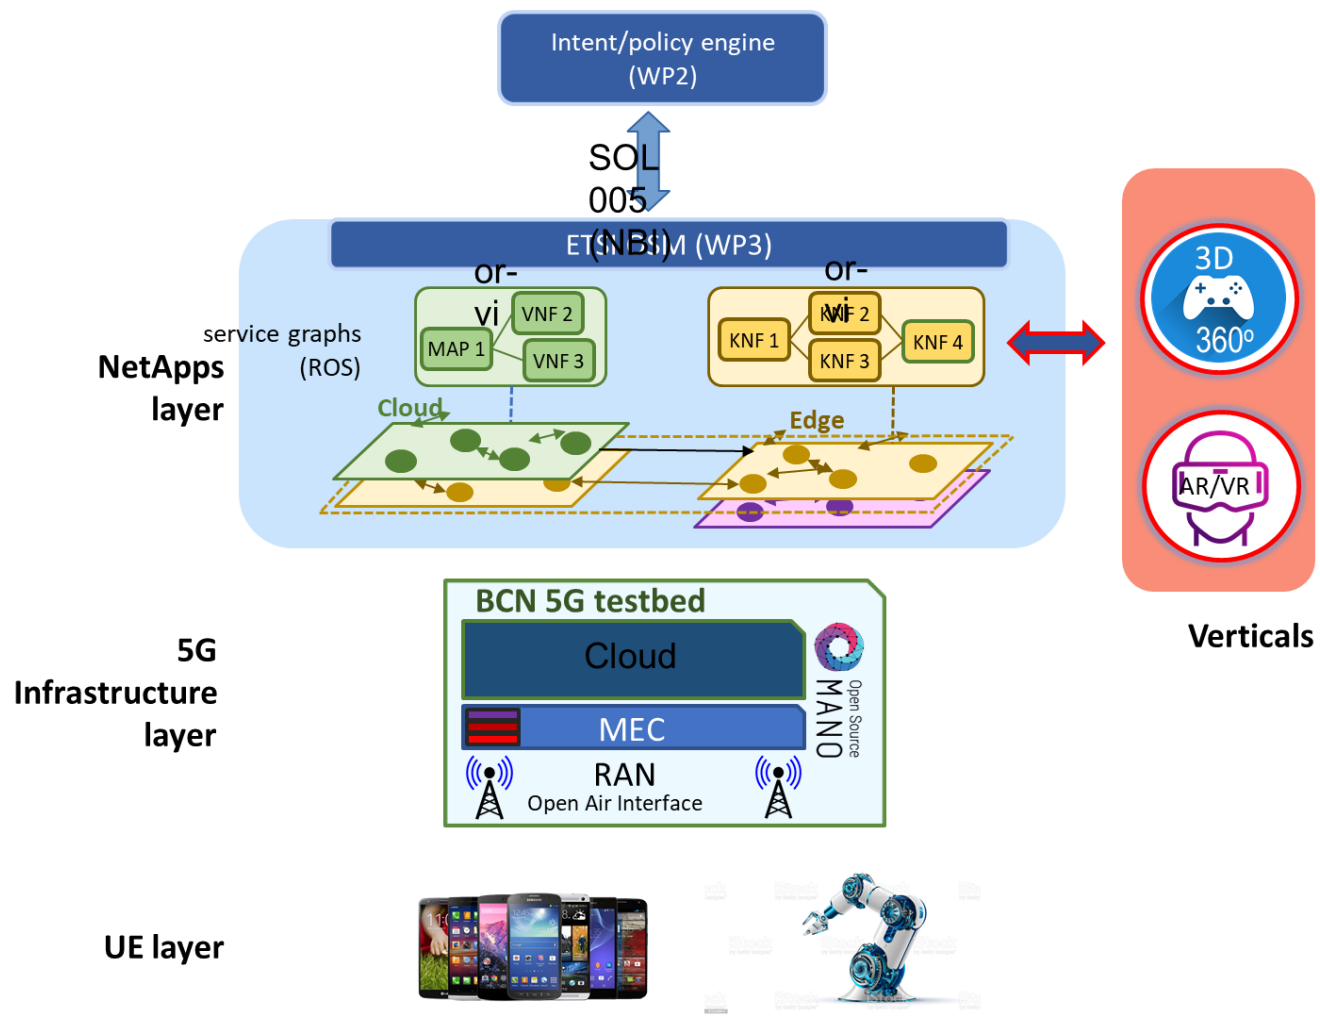 Intent/policy engine
(WP2)
SOL
005
(NBI)
ETSI OSM (WP3)
or-
vi
or-
vi
service graphs
(ROS)
NetApps
layer
MAP 1
VNF 2
VNF 3
KNF 1
KNF 2
KNF 3
KNF 4
Cloud
Edge
3D
360º
AR/VR
Verticals
5G
Infrastructure
layer
BCN 5G testbed
Cloud
MEC
RAN
Open Air Interface
Open Source
MANO
UE layer